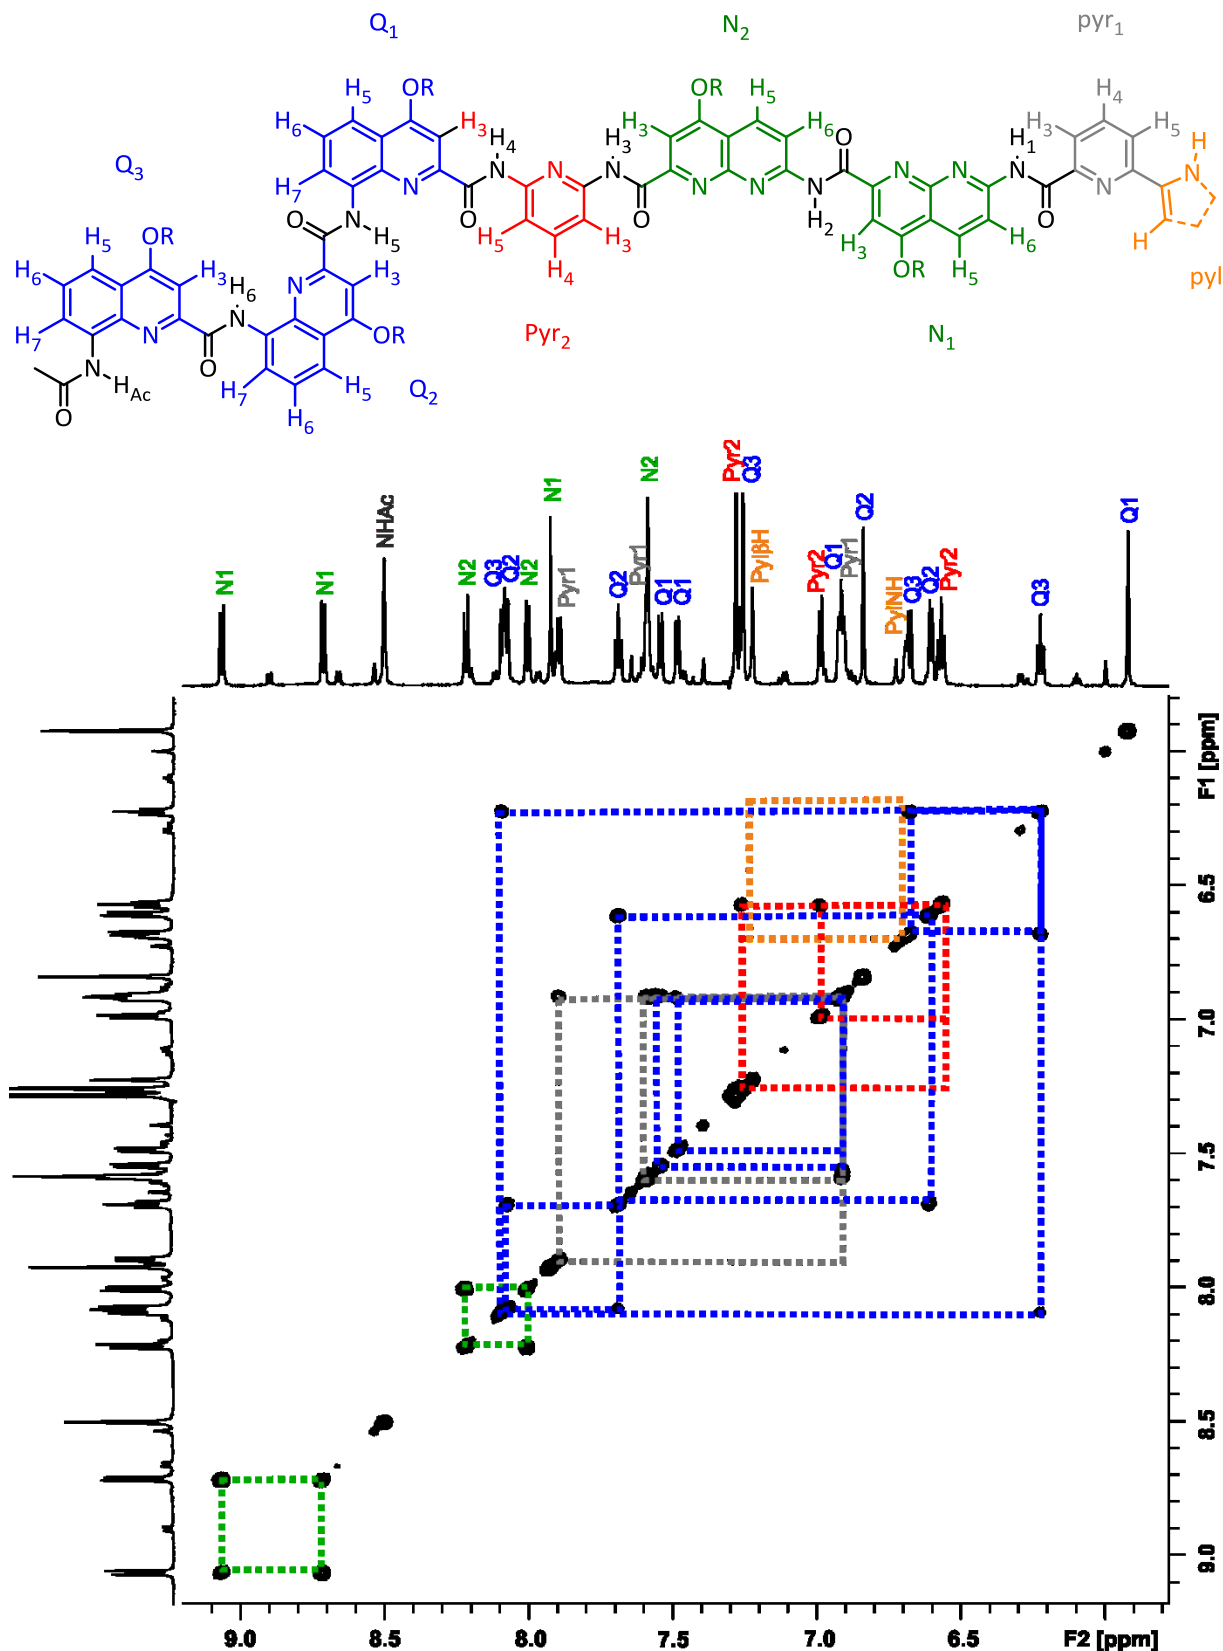 Q1 N2 pyr1
H5 OR OR H5 H4
H6 H3 H4 H3 H3 H6 O H1 H3 H5 H
Q3 N N N N N N N N N
H7 N O N O N N N N O N
O N H5 H5 H3 H2 H3 H6 H
H5 OR H6 H4 OR H5 pyl
H6 H3 N H3
H7 N N OR Pyr2 N1
N O
HAc H7 H5 Q2
O H6
N1 N1 NHAc N2 Q3 Q2 N2 N1 Pyr1 Q2 Pyr1 N2 Q1 Q1 Pyr2 Q3 PylβH Pyr2 Q1 Pyr1 Q2 PylNH Q3 Q2 Pyr2 Q3 Q1
F1 [ppm]
6.5
7.0
7.5
8.0
8.5
9.0
9.0 8.5 8.0 7.5 7.0 6.5 F2 [ppm]